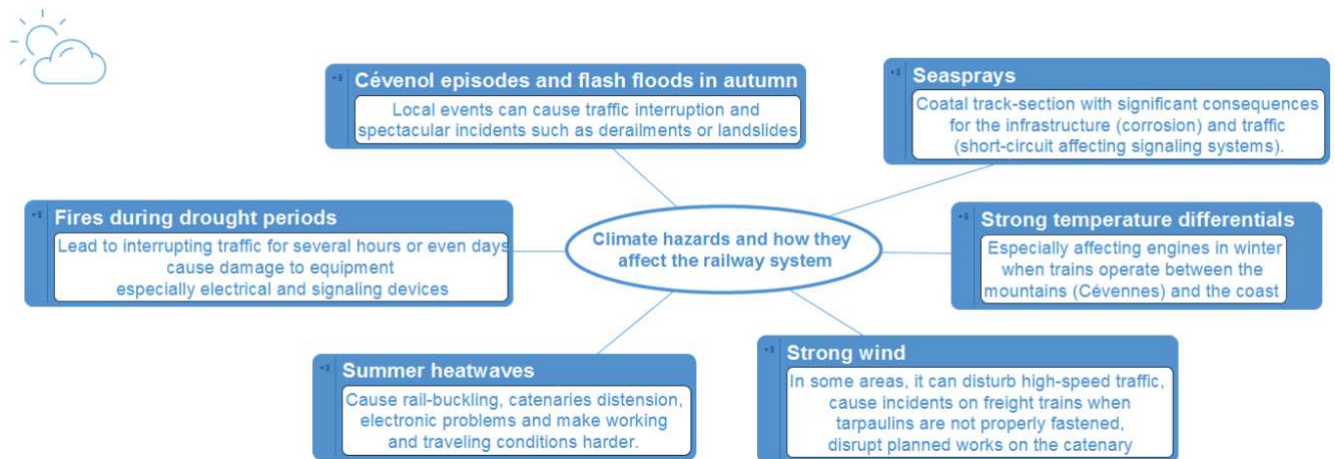 Cévenol episodes and flash floods in autumn
Local events can cause traffic interruption and
spectacular incidents such as derailments or landslides
Seasprays
Coatal track-section with significant consequences
for the infrastructure (corrosion) and traffic
(short-circuit affecting signaling systems).
Fires during drought periods
Lead to interrupting traffic for several hours or even days
cause damage to equipment
especially electrical and signaling devices
Climate hazards and how they
affect the railway system
Strong temperature differentials
Especially affecting engines in winter
when trains operate between the
mountains (Cévennes) and the coast
Summer heatwaves
Cause rail-buckling, catenaries distension,
electronic problems and make working
and traveling conditions harder.
Strong wind
In some areas, it can disturb high-speed traffic,
cause incidents on freight trains when
tarpaulins are not properly fastened,
disrupt planned works on the catenary